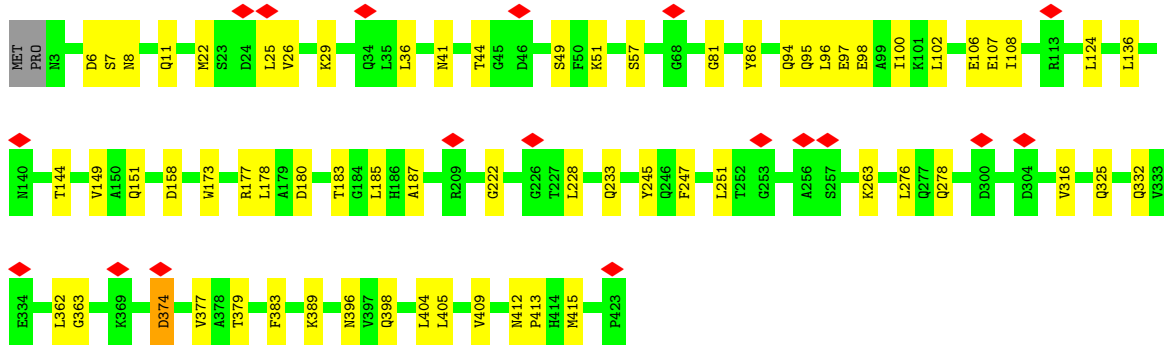 MET PRO N3 D6 S7 N8 Q11 M22 S23 D24 L25 V26 K29 Q34 L35 L36 N41 T44 G45 D46 S49 F50 K51 S57 G68 G81 Y86 Q94 Q95 L96 E97 E98 A99 I100 K101 L102 E106 E107 I108 R113 L124 L136
N140 T144 V149 A150 Q151 D158 W173 R177 L178 A179 D180 T183 G184 L185 H186 A187 R209 G222 G226 T227 L228 Q233 Y245 Q246 F247 L251 T252 G253 A256 S257 K263 L276 Q277 Q278 D300 D304 V316 Q325 Q332 V333
E334 L362 G363 K369 D374 V377 A378 T379 F383 K389 N396 V397 Q398 L404 L405 V409 N412 P413 H414 M415 P423